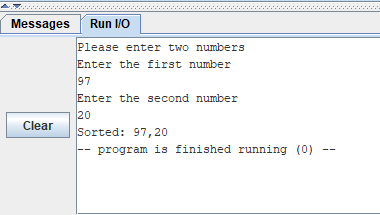 Messages Run I/O
Please enter two numbers
Enter the first number
97
Enter the second number
20
Clear
Sorted: 97,20
-- program is finished running (0) --